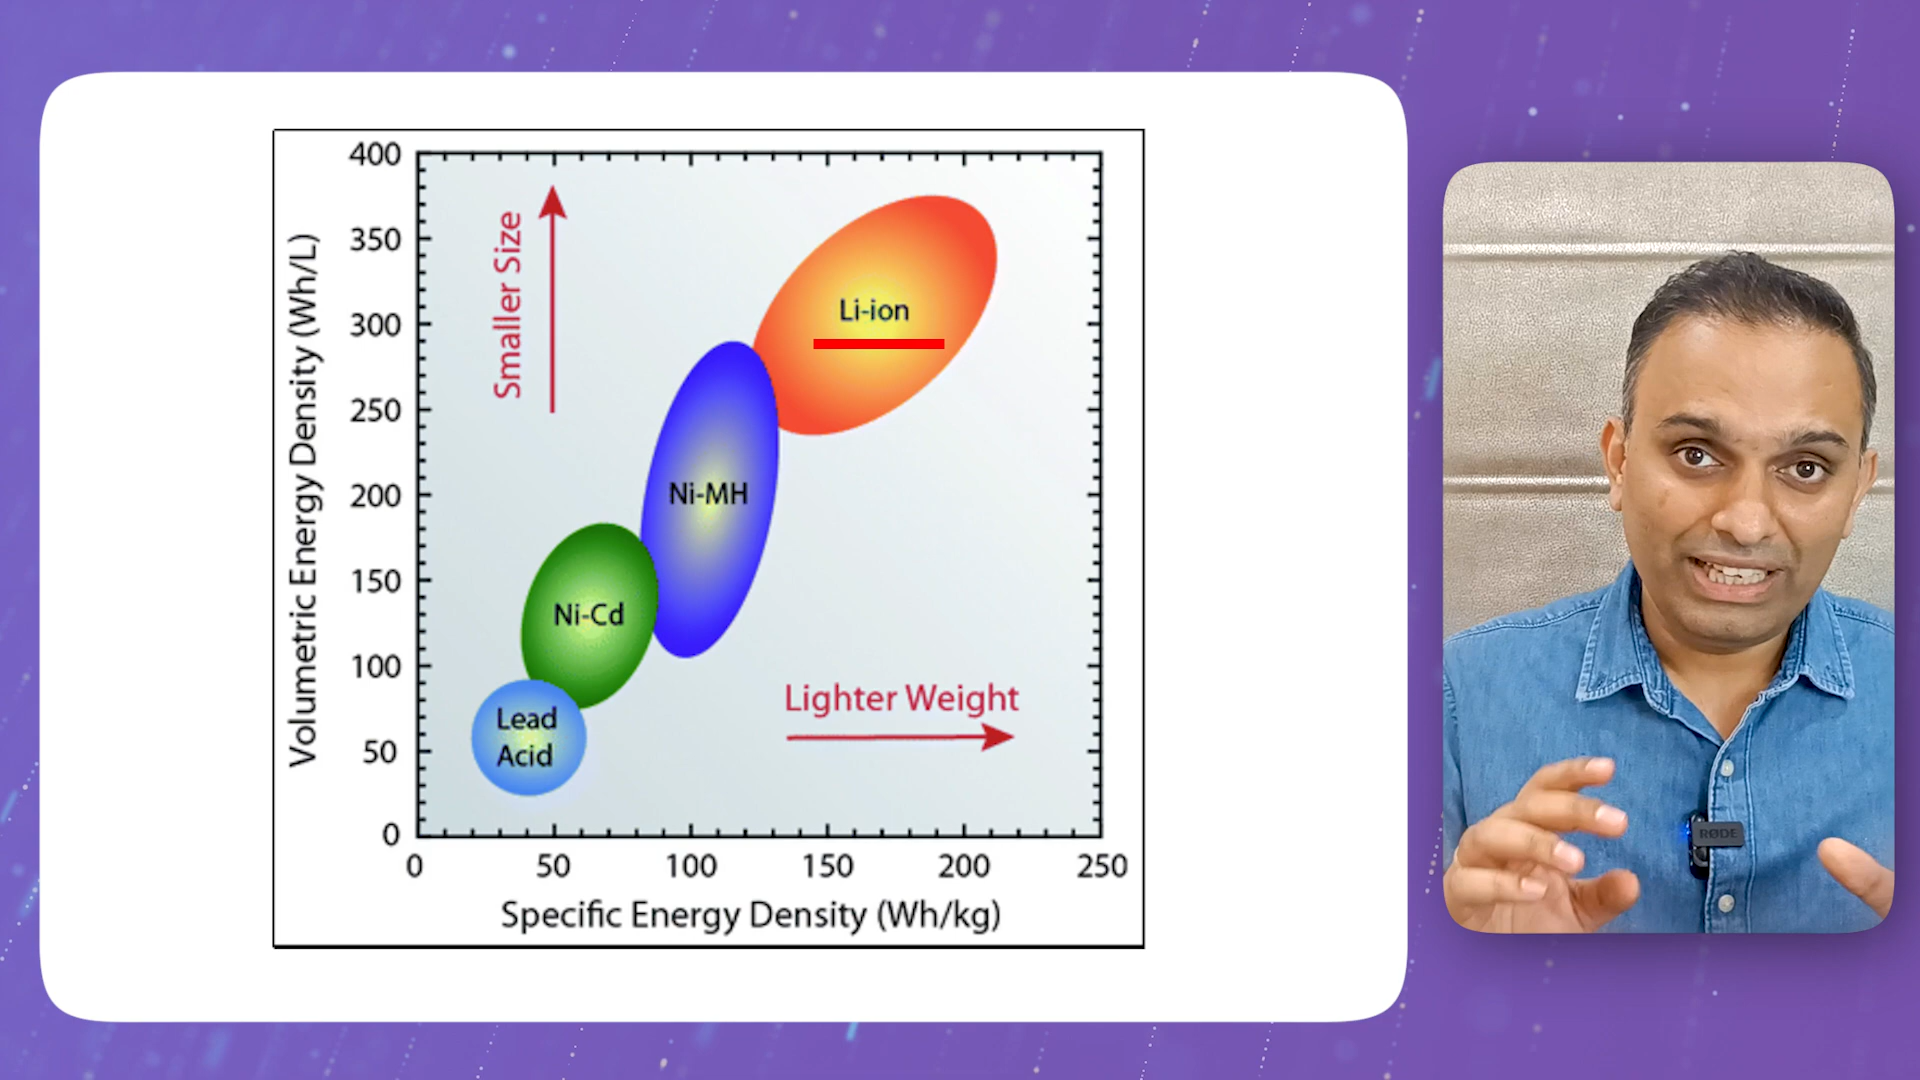 400
350
300
250
200
150
100
50
0
0
50
100
150
200
250
Volumetric Energy Density (Wh/L)
Specific Energy Density (Wh/kg)
Smaller Size
Lighter Weight
Li-ion
Ni-MH
Ni-Cd
Lead
Acid
RØDE